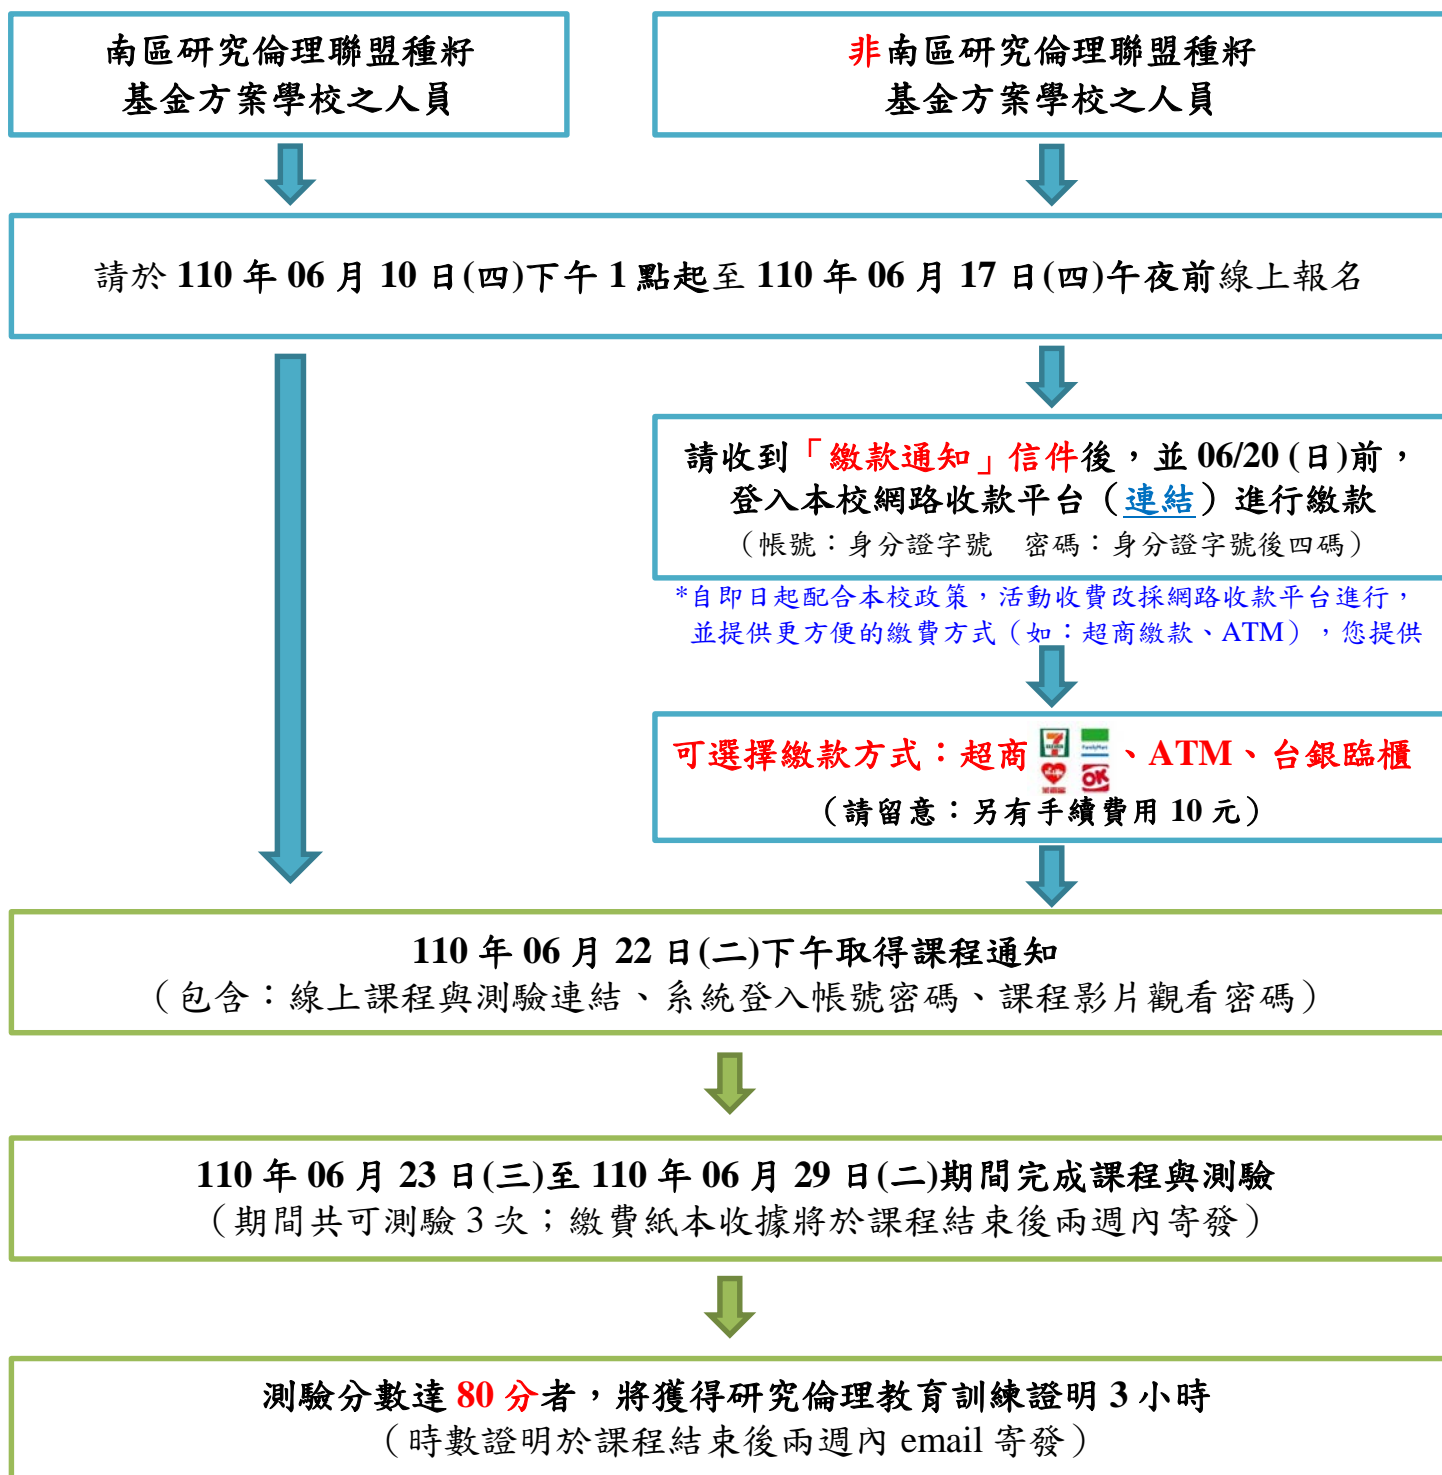 南區研究倫理聯盟種籽
基金方案學校之人員
非南區研究倫理聯盟種籽
基金方案學校之人員
請於 110 年 06 月 10 日(四)下午 1 點起至 110 年 06 月 17 日(四)午夜前線上報名
請收到「繳款通知」信件後，並 06/20 (日)前，
登入本校網路收款平台（連結）進行繳款
（帳號：身分證字號　密碼：身分證字號後四碼）
*自即日起配合本校政策，活動收費改採網路收款平台進行，
並提供更方便的繳費方式（如：超商繳款、ATM），您提供
可選擇繳款方式：超商 7 FamilyMart OK 、ATM、台銀臨櫃
（請留意：另有手續費用 10 元）
110 年 06 月 22 日(二)下午取得課程通知
（包含：線上課程與測驗連結、系統登入帳號密碼、課程影片觀看密碼）
110 年 06 月 23 日(三)至 110 年 06 月 29 日(二)期間完成課程與測驗
（期間共可測驗 3 次；繳費紙本收據將於課程結束後兩週內寄發）
測驗分數達 80 分者，將獲得研究倫理教育訓練證明 3 小時
（時數證明於課程結束後兩週內 email 寄發）